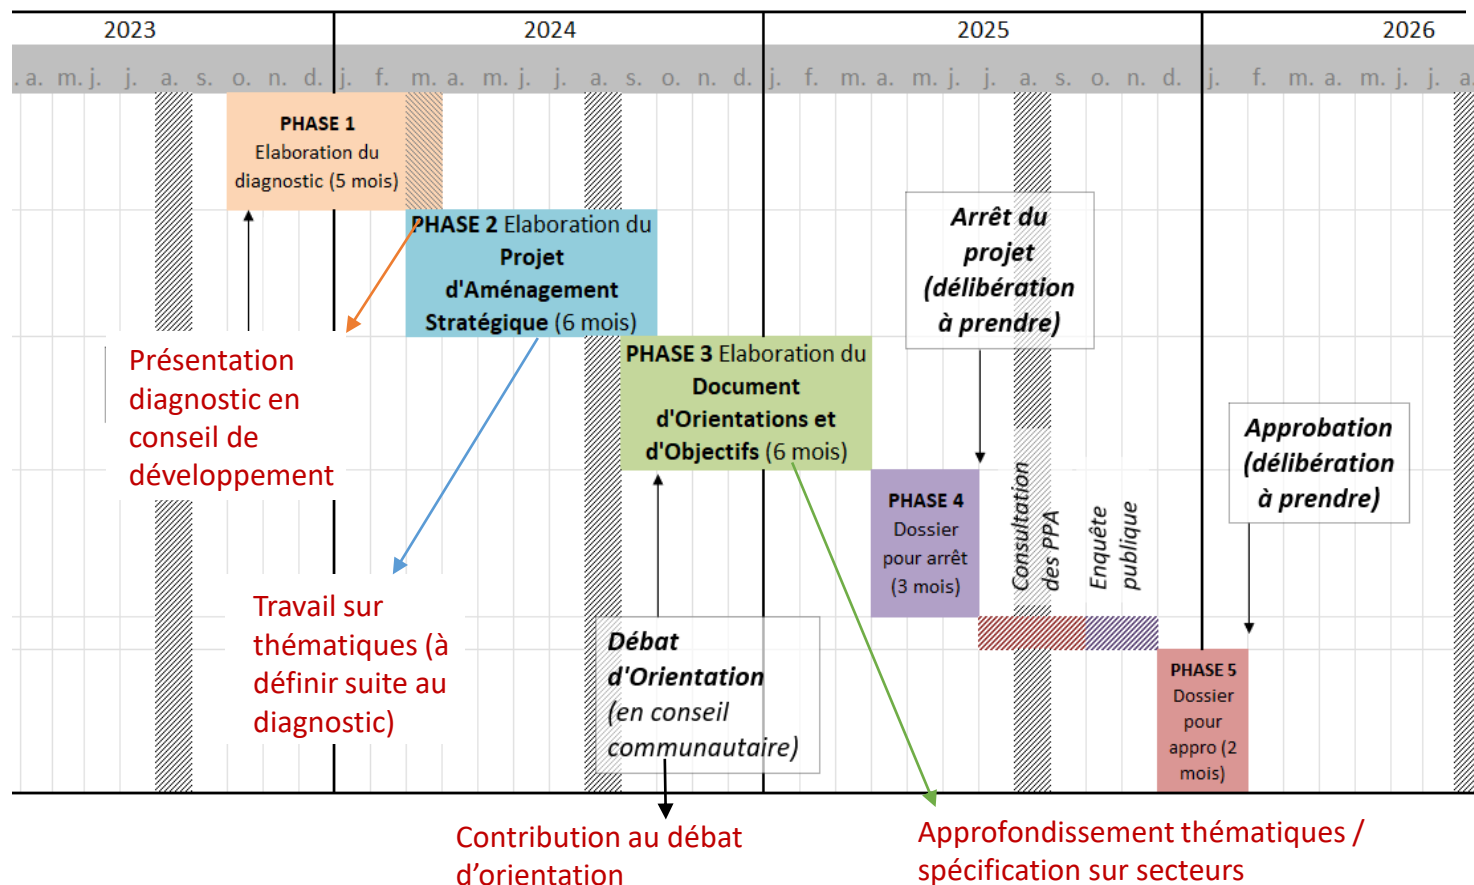 2023 2024 2025 2026
. a. m. j. j. a. s. o. n. d. j. f. m. a. m. j. j. a. s. o. n. d. j. f. m. a. m. j. j. a. s. o. n. d. j. f. m. a. m. j. j. a.
PHASE 1
Elaboration du
diagnostic (5 mois)
PHASE 2 Elaboration du
Projet
d'Aménagement
Stratégique (6 mois)
Arrêt du
projet
(délibération
à prendre)
Présentation
diagnostic en
conseil de
développement
PHASE 3 Elaboration du
Document
d'Orientations et
d'Objectifs (6 mois)
Approbation
(délibération
à prendre)
PHASE 4
Dossier
pour arrêt
(3 mois)
Consultation
des PPA
Enquête
publique
Travail sur
thématiques (à
définir suite au
diagnostic)
Débat
d'Orientation
(en conseil
communautaire)
PHASE 5
Dossier
pour
appro (2
mois)
Contribution au débat
d’orientation
Approfondissement thématiques /
spécification sur secteurs